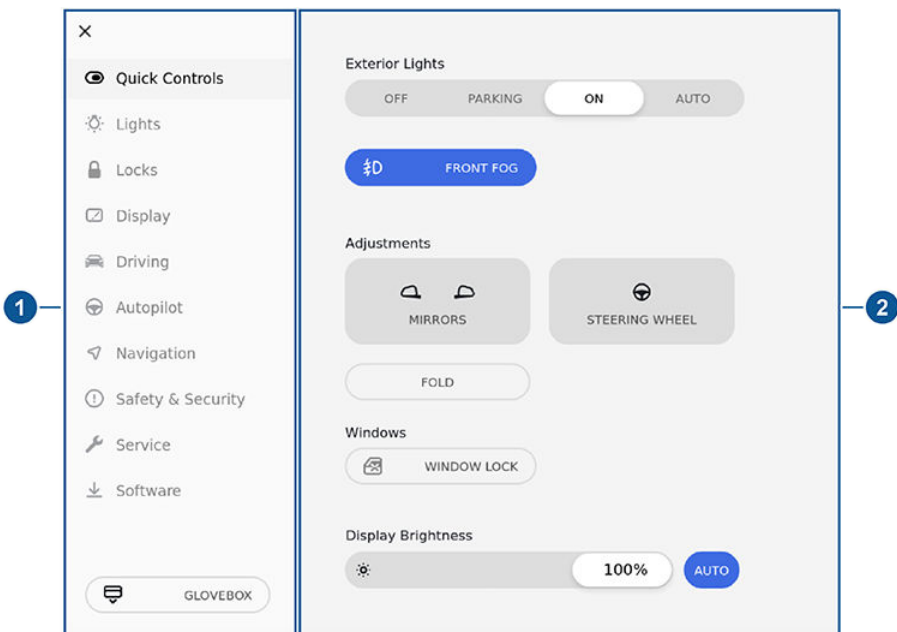 Quick Controls
Lights
Locks
Display
Driving
Autopilot
Navigation
Safety & Security
Service
Software
GLOVEBOX
1
Exterior Lights
OFF PARKING ON AUTO
FRONT FOG
Adjustments
MIRRORS STEERING WHEEL
FOLD
Windows
WINDOW LOCK
Display Brightness
100% AUTO
2